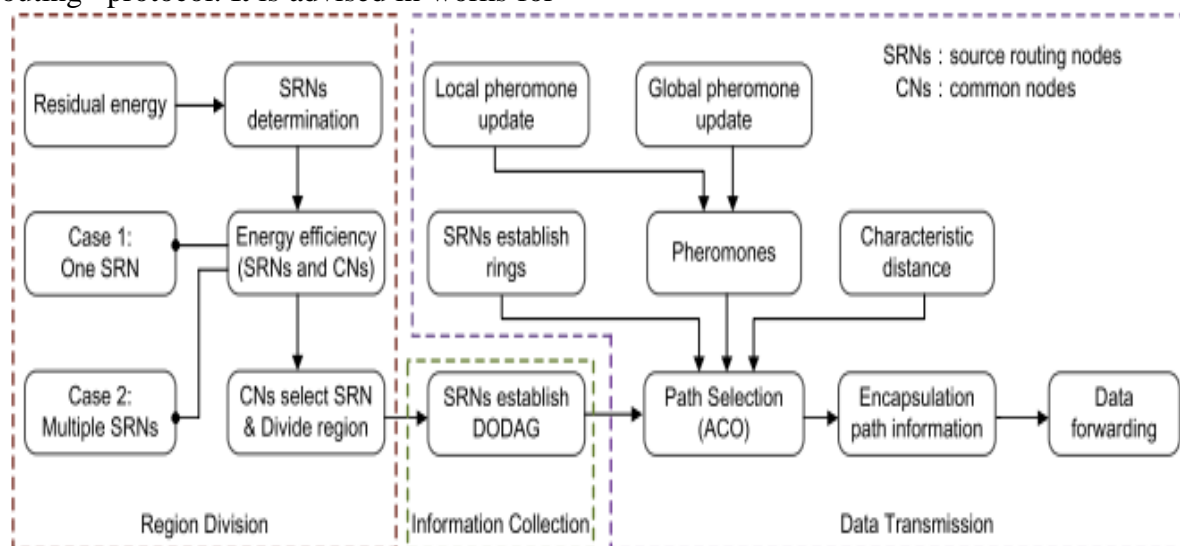 outing" protocol. It is advised in works for
SRNs : source routing nodes
CNs : common nodes
Residual energy
SRNs
determination
Local pheromone
update
Global pheromone
update
Case 1:
One SRN
Energy efficiency
(SRNs and CNs)
SRNs establish
rings
Pheromones
Characteristic
distance
Case 2:
Multiple SRNs
CNs select SRN
& Divide region
SRNs establish
DODAG
Path Selection
(ACO)
Encapsulation
path information
Data
forwarding
Region Division
Information Collection
Data Transmission